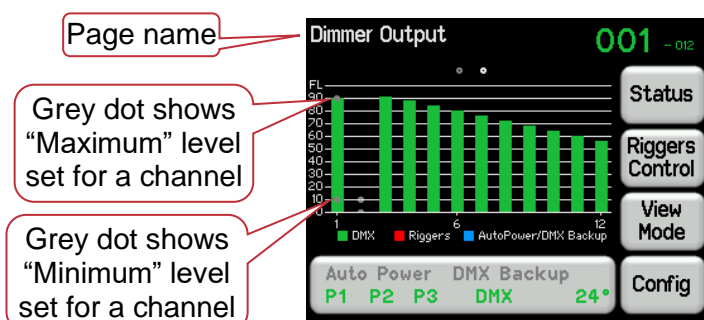 Page name
Dimmer Output
001 - 012
Grey dot shows
“Maximum” level
set for a channel
FL
90
80
70
60
50
40
30
20
10
0
1 6 12
DMX Riggers AutoPower/DMX Backup
Status
Riggers
Control
View
Mode
Config
Grey dot shows
“Minimum” level
set for a channel
Auto Power DMX Backup
P1 P2 P3 DMX 24°